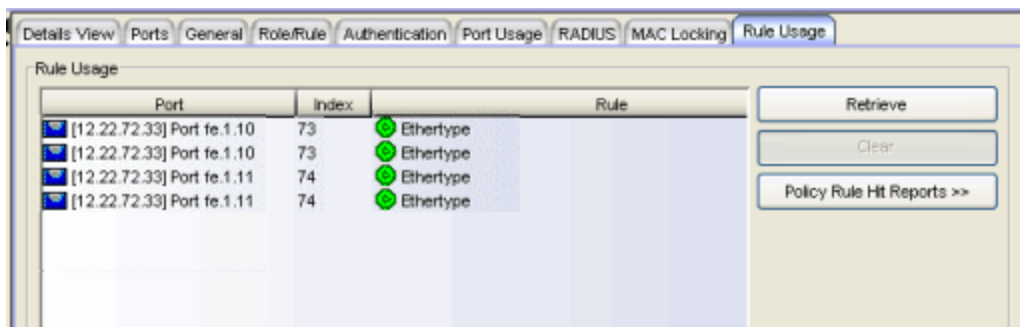 Details View Ports General Role/Rule Authentication Port Usage RADIUS MAC Locking Rule Usage
Rule Usage
Port Index Rule
[12.22.72.33] Port fe.1.10 73 Ethertype
[12.22.72.33] Port fe.1.10 73 Ethertype
[12.22.72.33] Port fe.1.11 74 Ethertype
[12.22.72.33] Port fe.1.11 74 Ethertype
Retrieve
Clear
Policy Rule Hit Reports >>